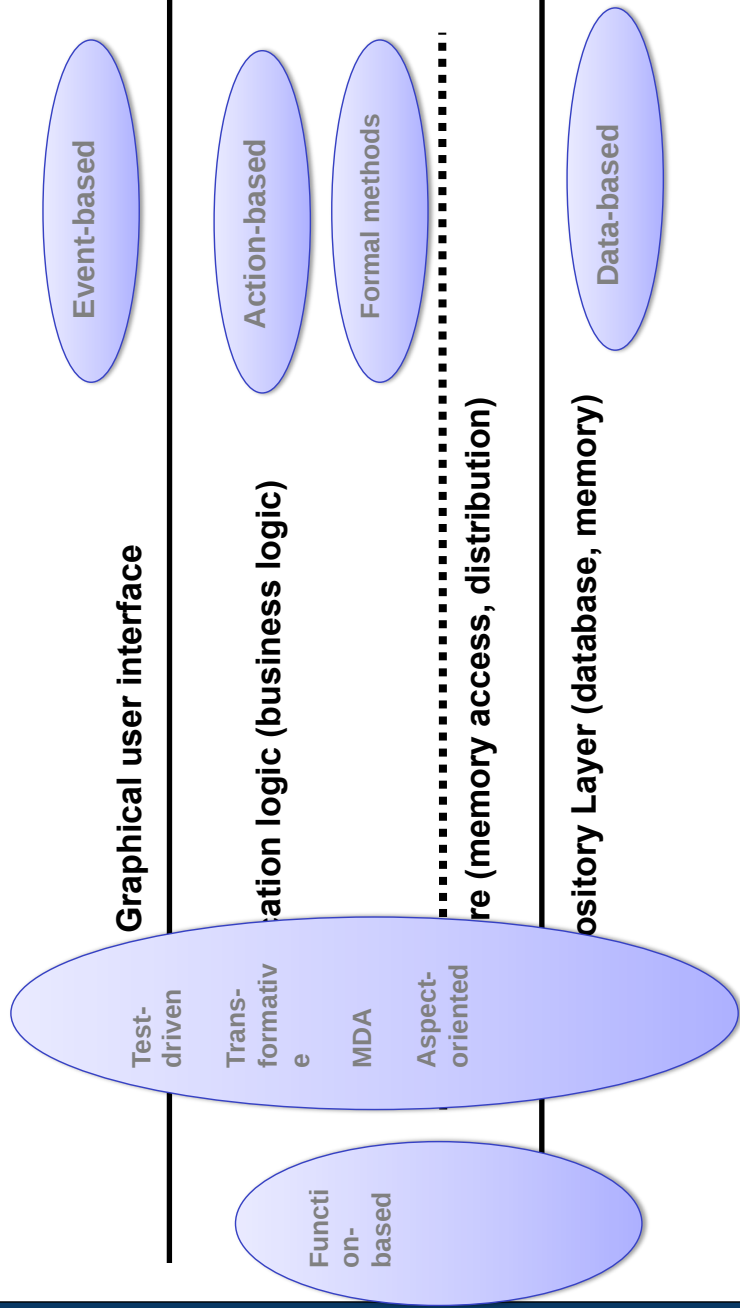 Event-based
Graphical user interface
Test-
driven
Trans-
formativ
e
Action-based
cation logic (business logic)
Functi
on-
based
MDA
Formal methods
Aspect-
oriented
re (memory access, distribution)
ository Layer (database, memory)
Data-based